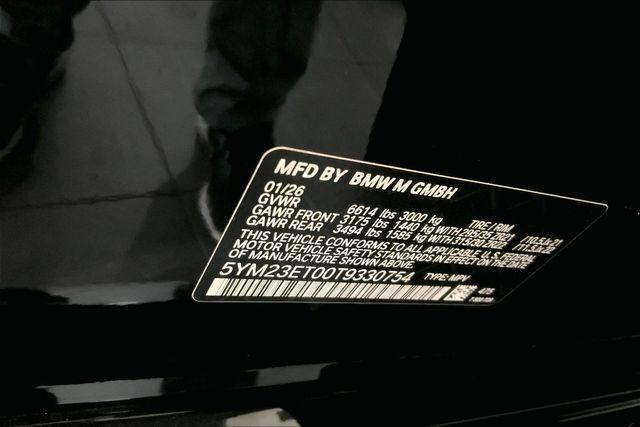 MFD BY BMW M GMBH
01/26
GVWR 6614 lbs 3000 kg TIRE / RIM
GAWR FRONT 3175 lbs 1440 kg WITH
GAWR REAR 3494 lbs 1585 kg WITH
THIS VEHICLE CONFORMS TO ALL APPLICABLE U.S. FEDERAL
MOTOR VEHICLE SAFETY STANDARDS IN EFFECT ON THE DATE
OF MANUFACTURE SHOWN ABOVE.
5YM23ET00T9330754 TYPE: MPV